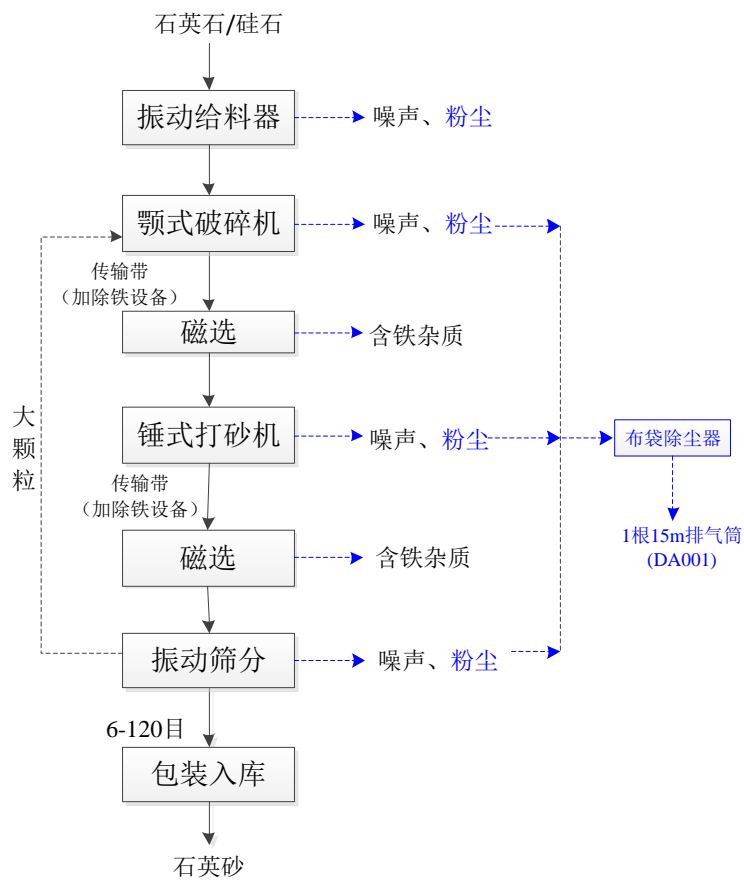 石英石/硅石
振动给料器
噪声、粉尘
颚式破碎机
噪声、粉尘
传输带
（加除铁设备）
磁选
含铁杂质
大颗粒
锤式打砂机
噪声、粉尘
布袋除尘器
传输带
（加除铁设备）
1根15m排气筒
(DA001)
磁选
含铁杂质
振动筛分
噪声、粉尘
6-120目
包装入库
石英砂